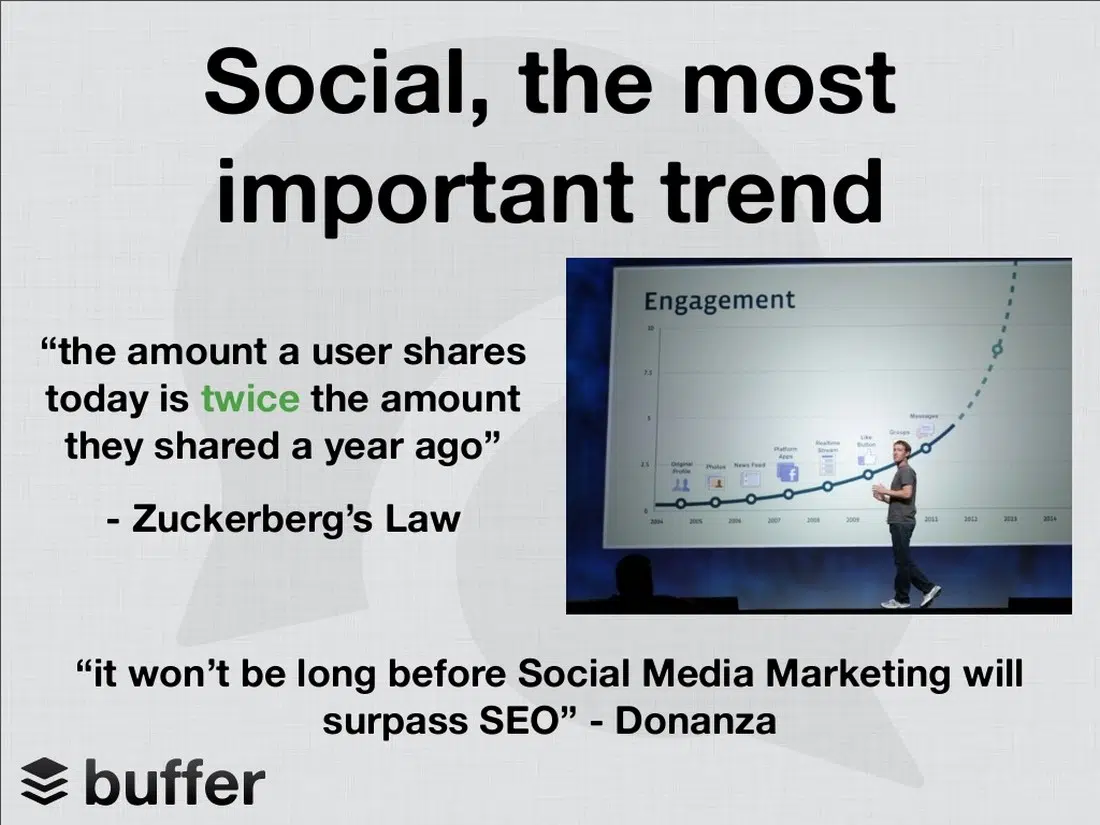 Social, the most
important trend
“the amount a user shares
today is twice the amount
they shared a year ago”
- Zuckerberg’s Law
Engagement
10
7.5
5
2.5
0
Original
Profile
Photos
News Feed
Platform
Apps
Realtime
Stream
Like
Button
Groups
Messages
2004 2005 2006 2007 2008 2009 2011 2012 2013 2014
“it won’t be long before Social Media Marketing will
surpass SEO” - Donanza
buffer